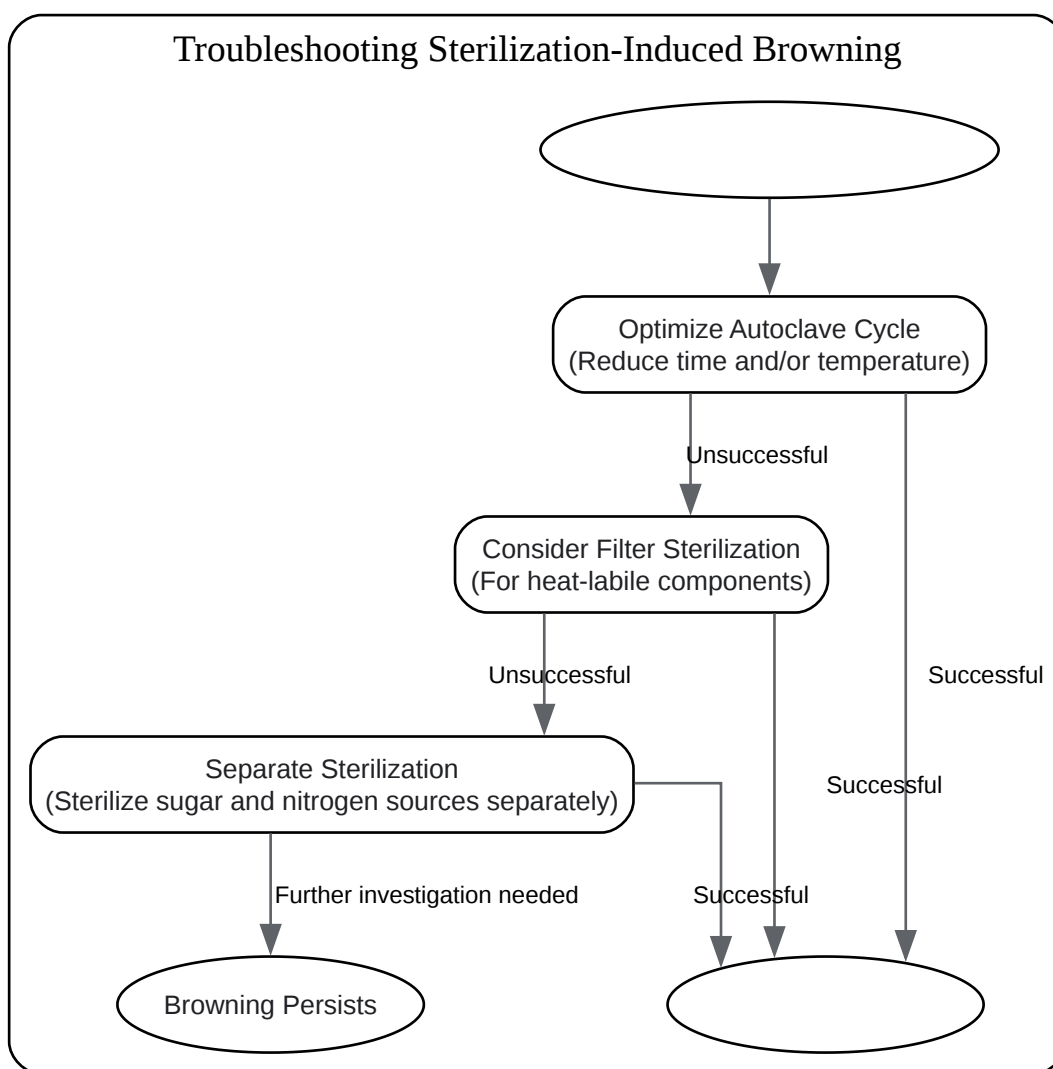 Troubleshooting Sterilization-Induced Browning
Optimize Autoclave Cycle
(Reduce time and/or temperature)
Unsuccessful
Consider Filter Sterilization
(For heat-labile components)
Unsuccessful
Successful
Separate Sterilization
(Sterilize sugar and nitrogen sources separately)
Successful
Further investigation needed
Successful
Browning Persists